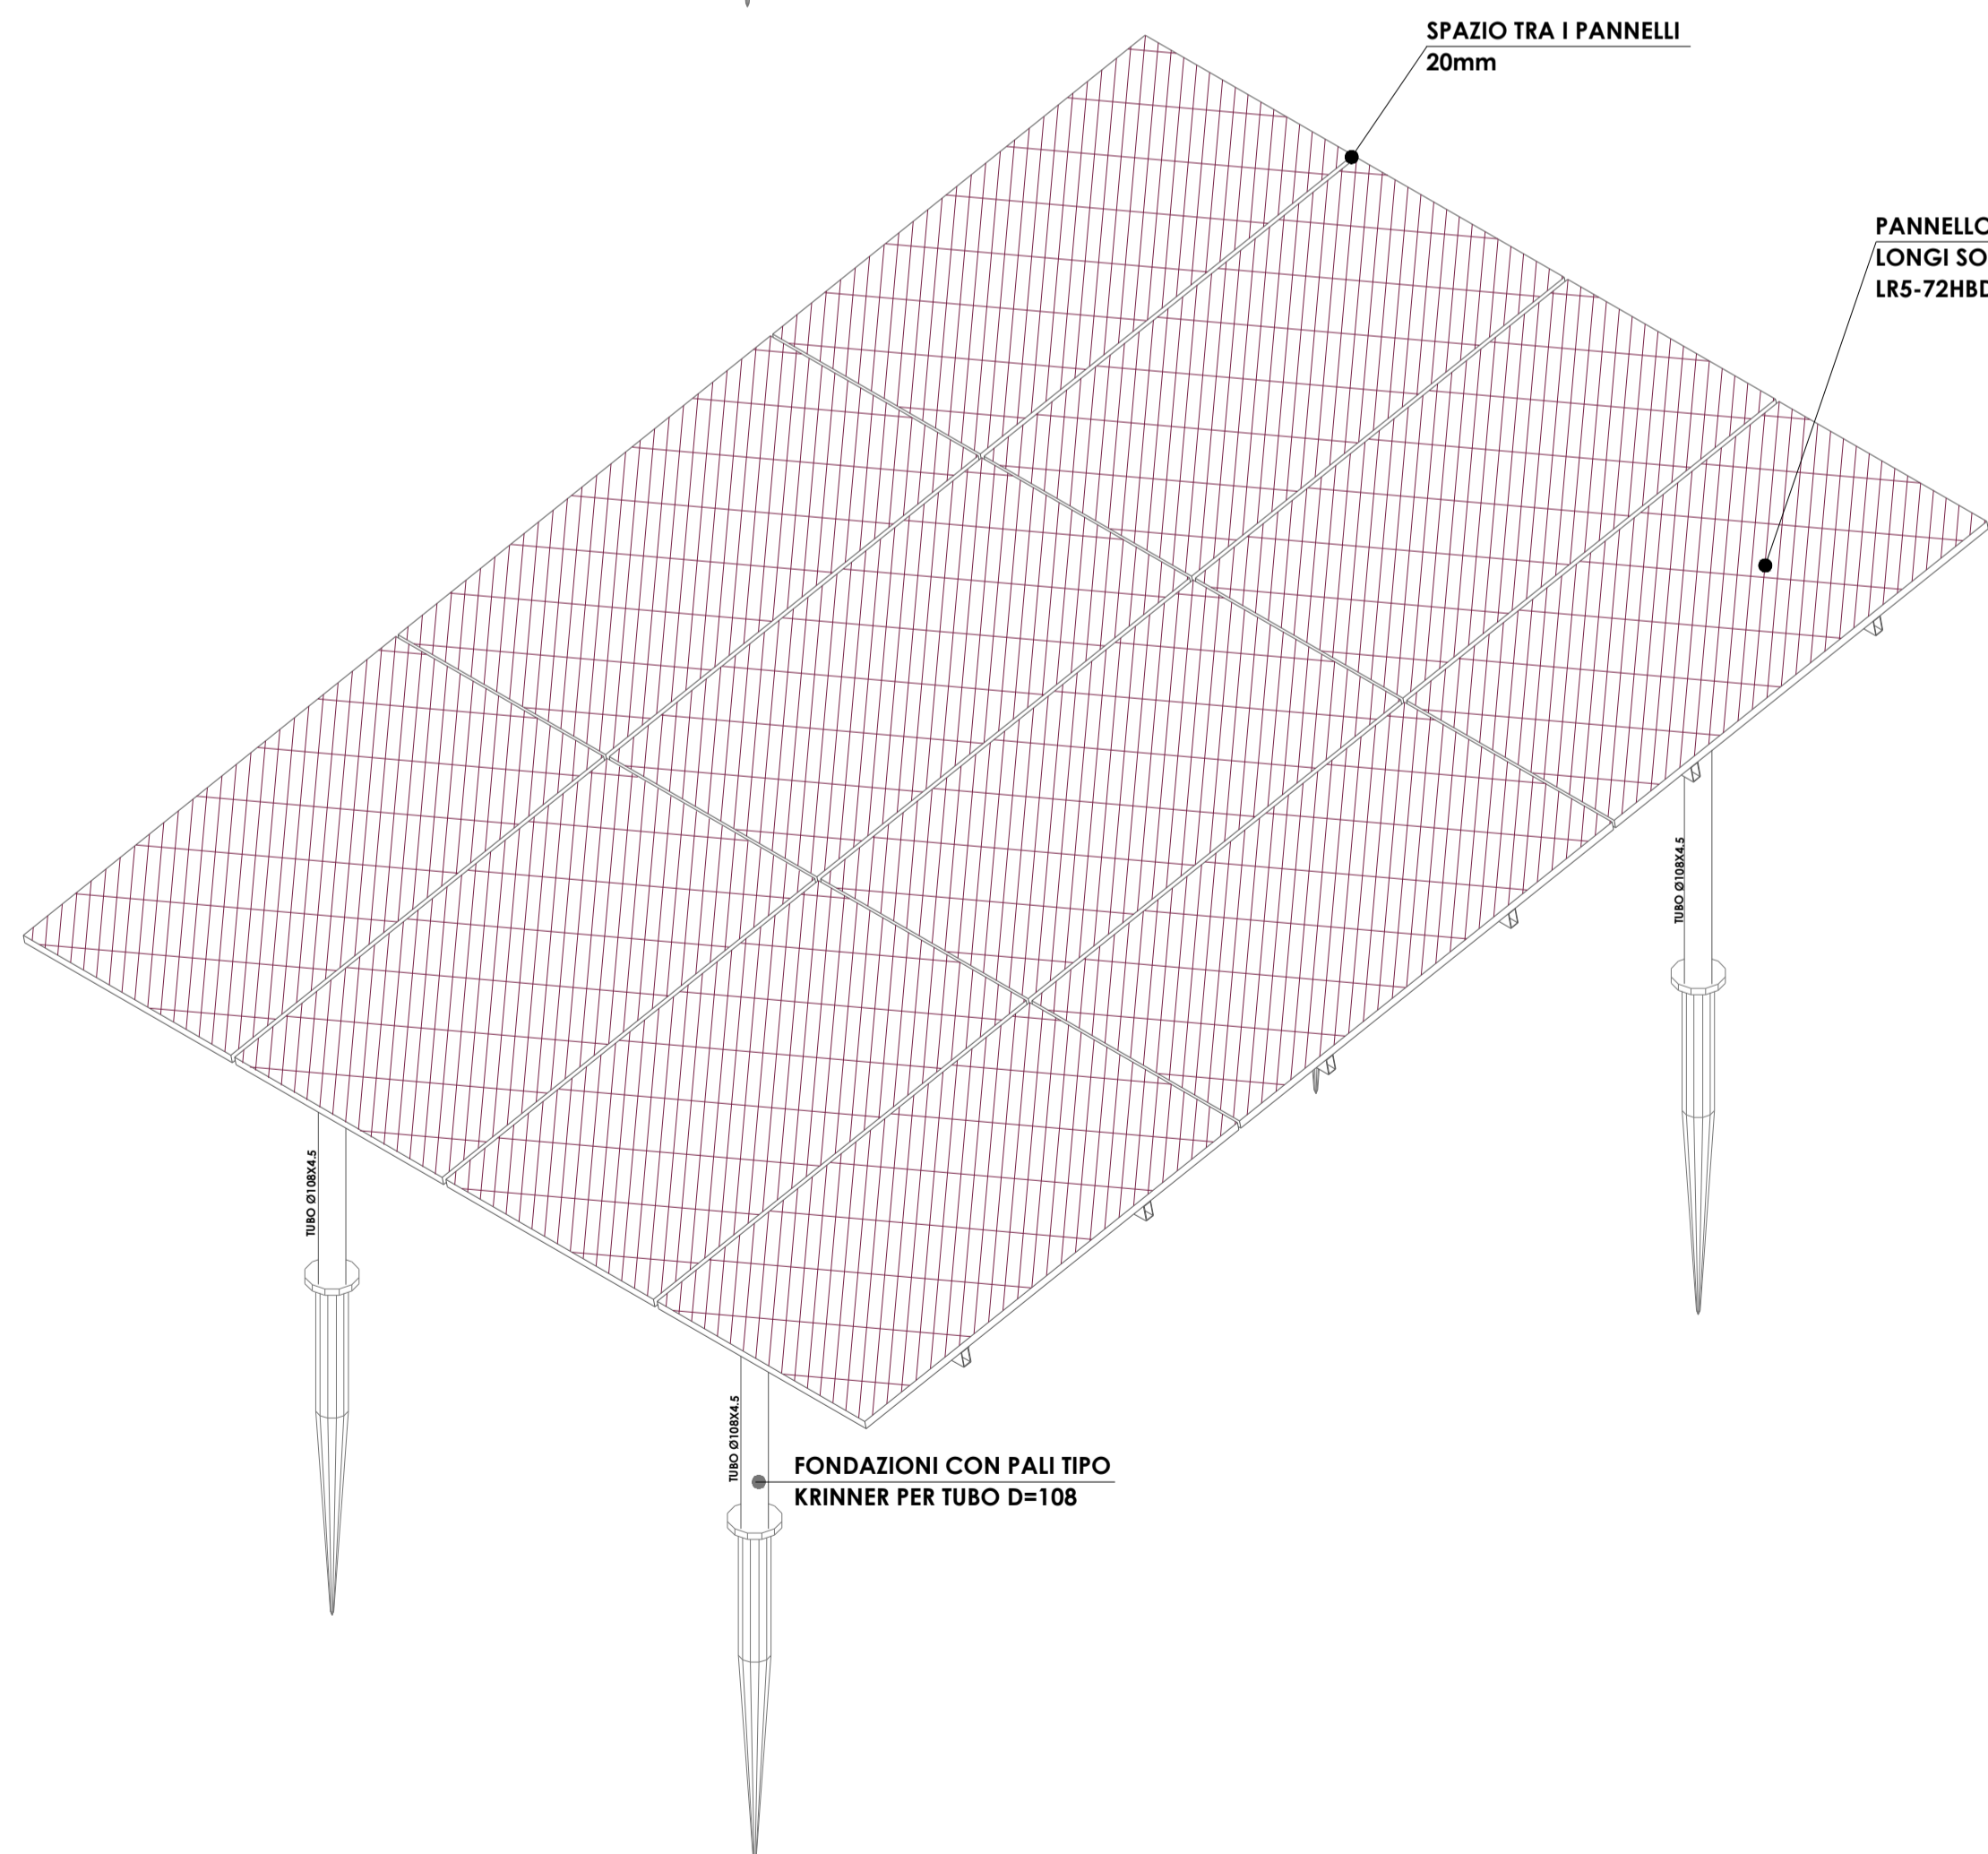 SPAZIO TRA I PANNELLI
20mm
PANNELLO
LONGI SO
LR5-72HBD
TUBO Ø108X4.5
TUBO Ø108X4.5
TUBO Ø108X4.5
FONDAZIONI CON PALI TIPO
KRINNER PER TUBO D=108